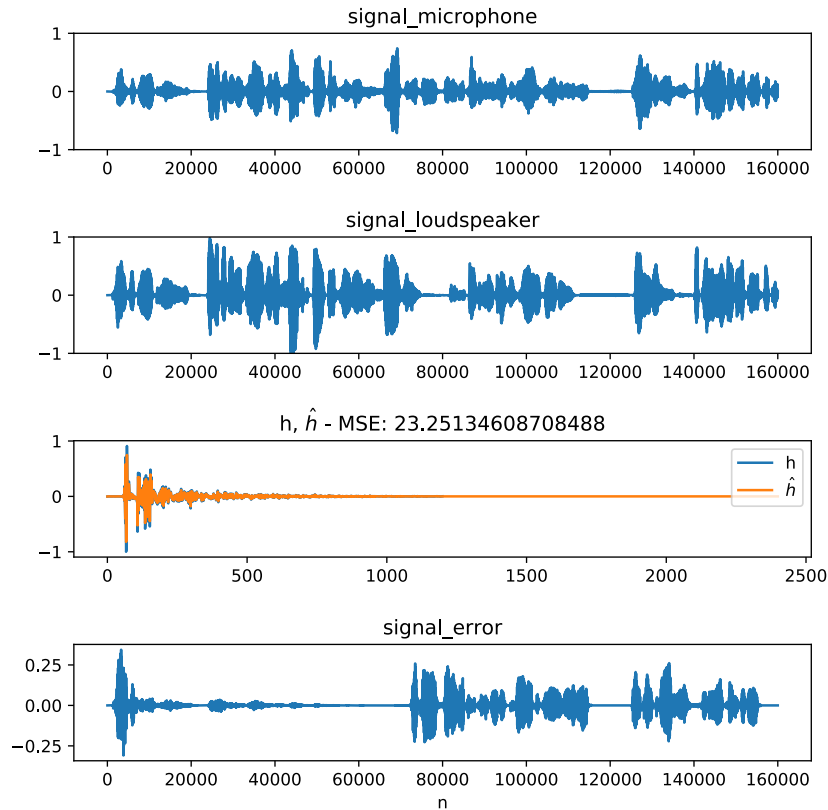 signal_microphone
1
0
−1
0 20000 40000 60000 80000 100000 120000 140000 160000
signal_loudspeaker
1
0
−1
0 20000 40000 60000 80000 100000 120000 140000 160000
h, ĥ - MSE: 23.25134608708488
1
0
−1
h
ĥ
0 500 1000 1500 2000 2500
signal_error
0.25
0.00
−0.25
0 20000 40000 60000 80000 100000 120000 140000 160000
n